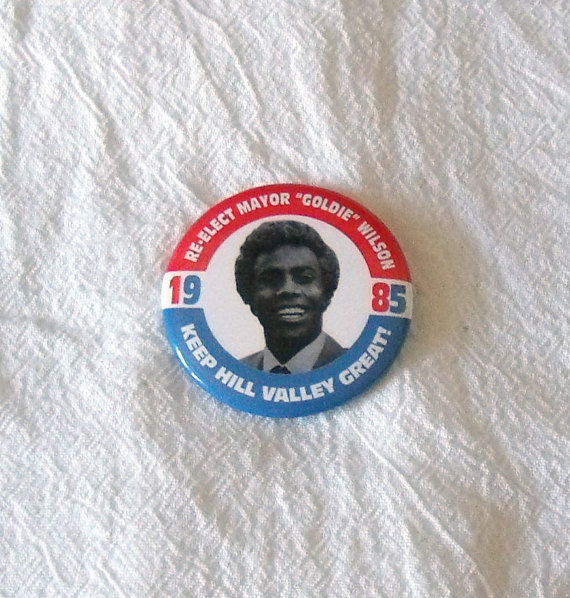 RE-ELECT MAYOR "GOLDIE" WILSON
19 85
KEEP HILL VALLEY GREAT!